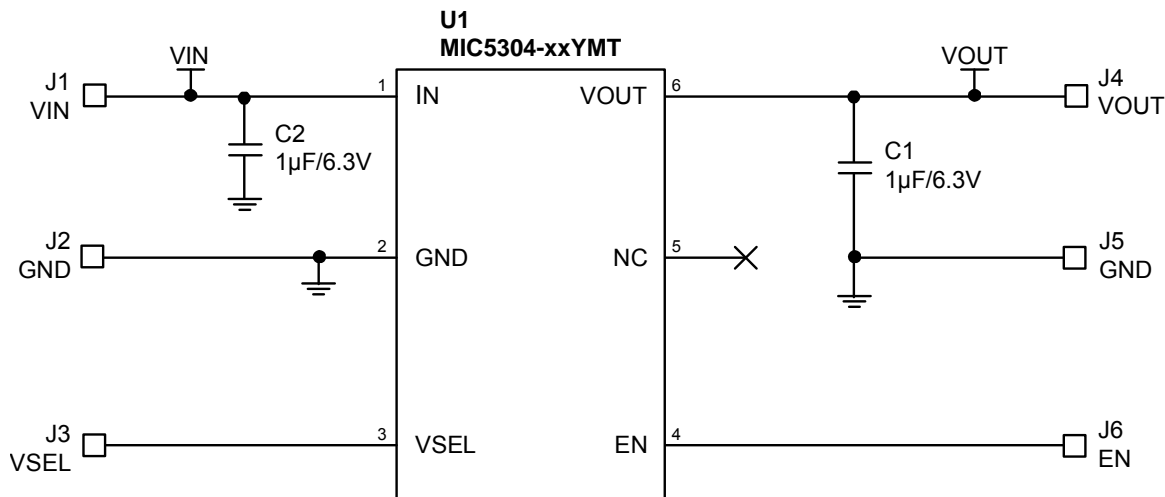 U1
MIC5304-xxYMT
VIN
VOUT
J1
VIN
1
IN
VOUT
6
J4
VOUT
C2
1µF/6.3V
C1
1µF/6.3V
J2
GND
2
GND
NC
5
J5
GND
J3
VSEL
3
VSEL
EN
4
J6
EN